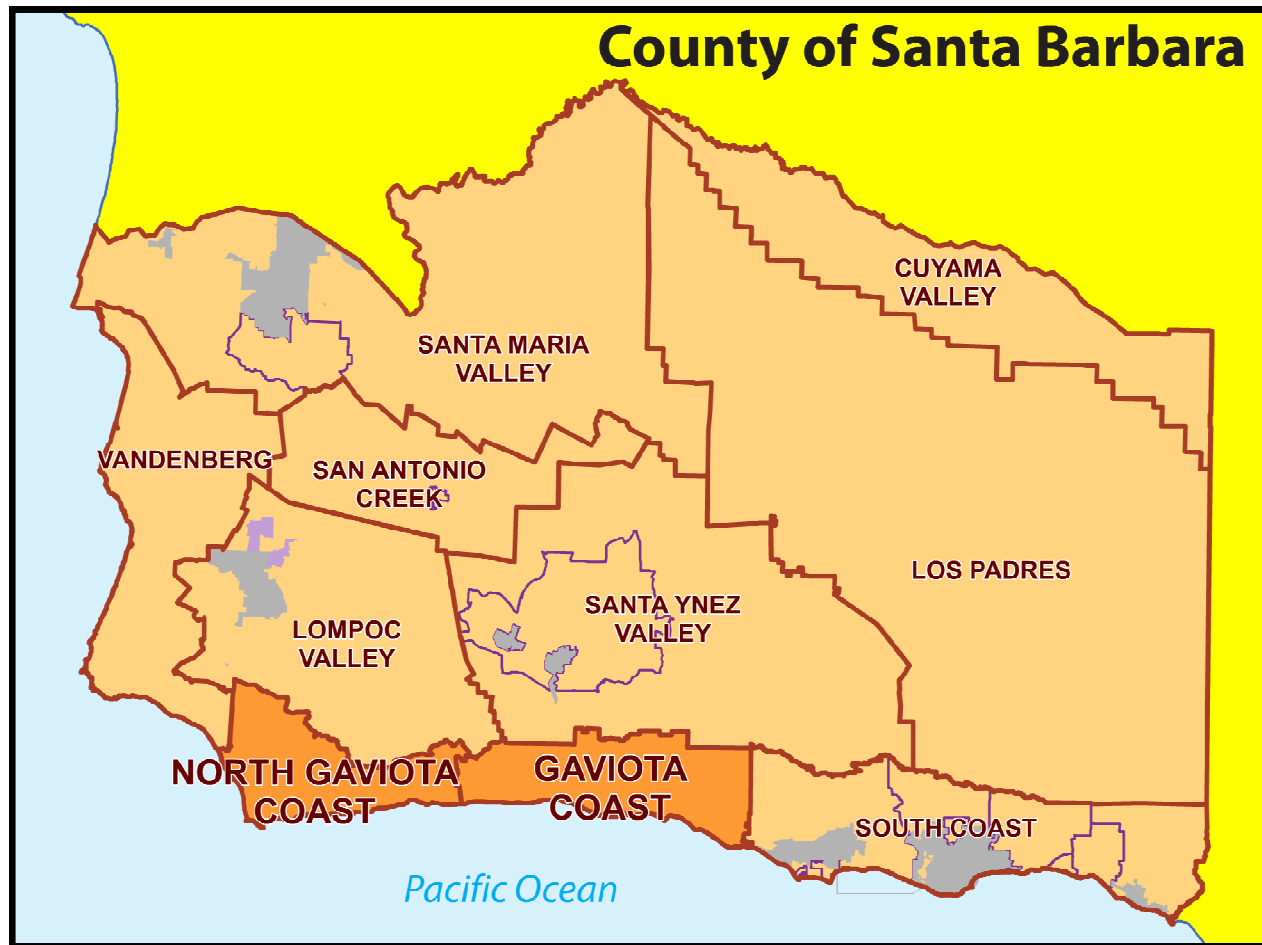 County of Santa Barbara
CUYAMA
VALLEY
SANTA MARIA
VALLEY
VANDENBERG
SAN ANTONIO
CREEK
LOS PADRES
SANTA YNEZ
VALLEY
LOMPOC
VALLEY
NORTH GAVIOTA
COAST
GAVIOTA
COAST
SOUTH COAST
Pacific Ocean